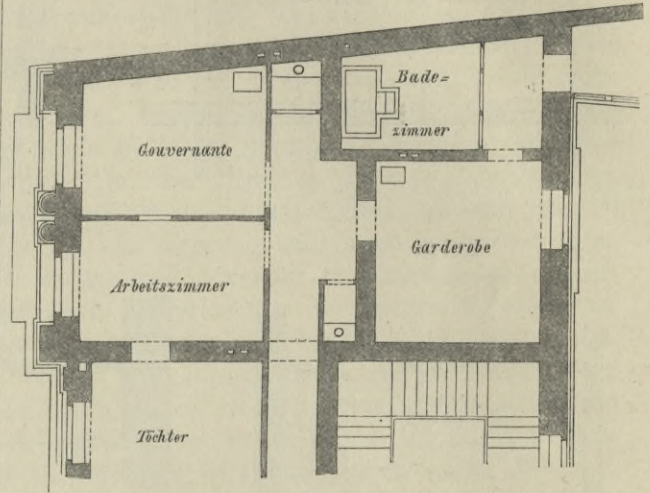 Bade=
zimmer
Gouvernante
Garderobe
Arbeitszimmer
Töchter